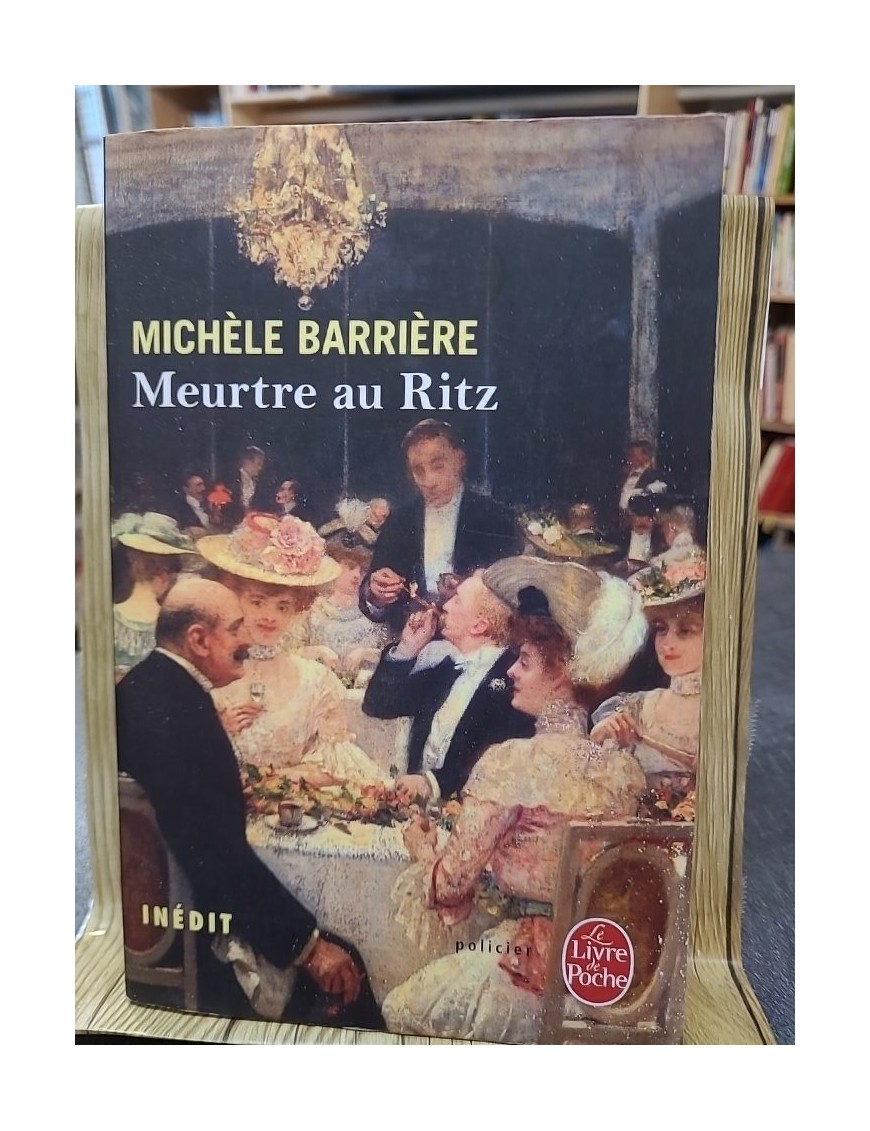 MICHÈLE BARRIÈRE
Meurtre au Ritz
INÉDIT
policier
Le
Livre
de
Poche